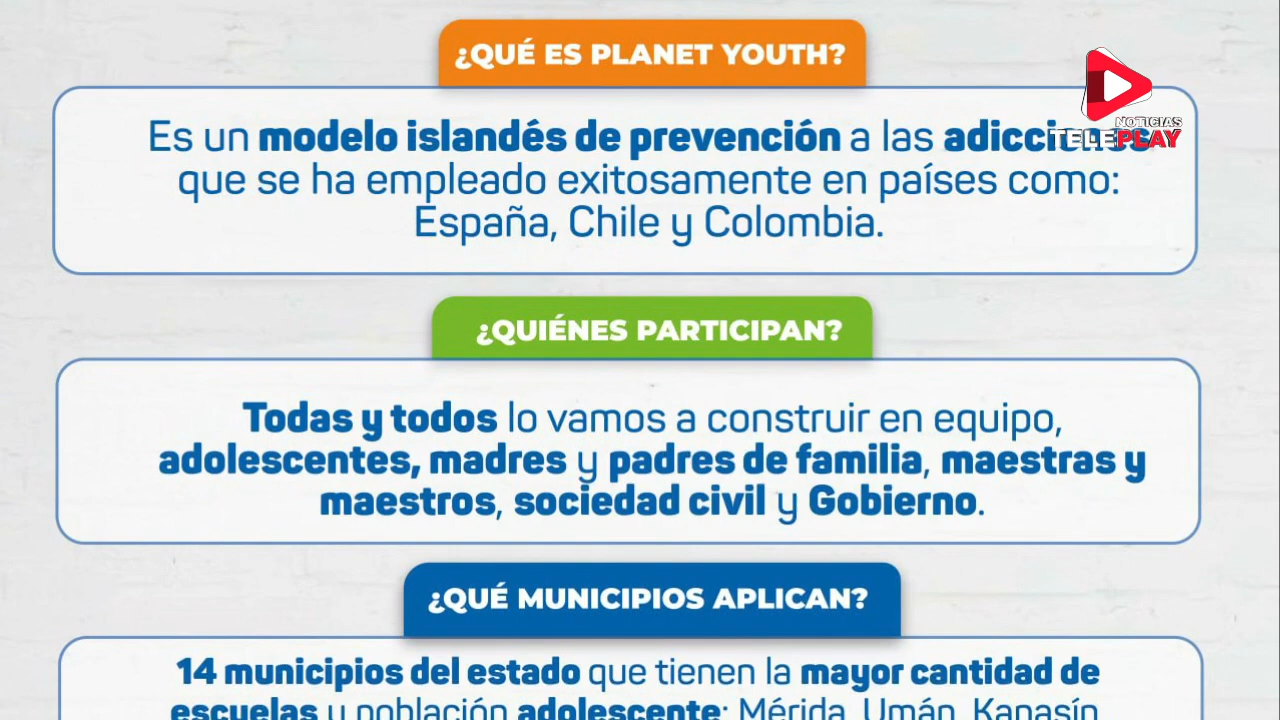 ¿QUÉ ES PLANET YOUTH?
NOTICIAS
TELEPLAY
Es un modelo islandés de prevención a las adicciones
que se ha empleado exitosamente en países como:
España, Chile y Colombia.
¿QUIÉNES PARTICIPAN?
Todas y todos lo vamos a construir en equipo,
adolescentes, madres y padres de familia, maestras y
maestros, sociedad civil y Gobierno.
¿QUÉ MUNICIPIOS APLICAN?
14 municipios del estado que tienen la mayor cantidad de
escuelas y población adolescente: Mérida, Umán, Kanasín,